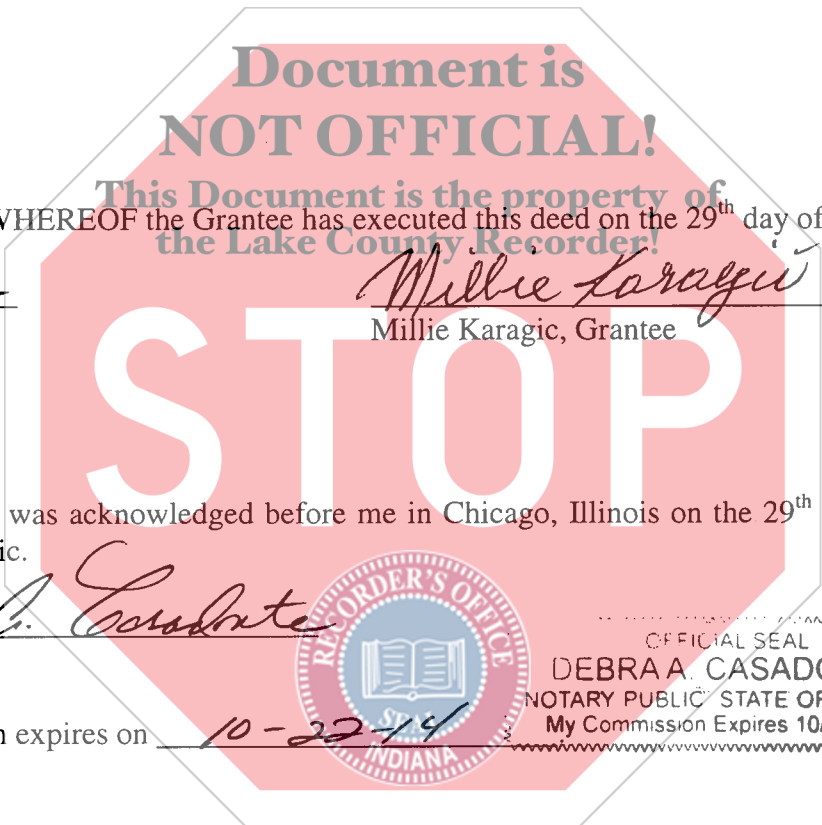 Document is
NOT OFFICIAL!
This Document is the property of
the Lake County Recorder!
WHEREOF the Grantee has executed this deed on the 29th day of
Millie Karagic
Millie Karagic, Grantee
STOP
was acknowledged before me in Chicago, Illinois on the 29th
ic.
A. Casadonte
RECORDER'S OFFICE
SEAL
INDIANA
OFFICIAL SEAL
DEBRA A. CASADO
NOTARY PUBLIC STATE OF
My Commission Expires 10/
n expires on 10-22-14